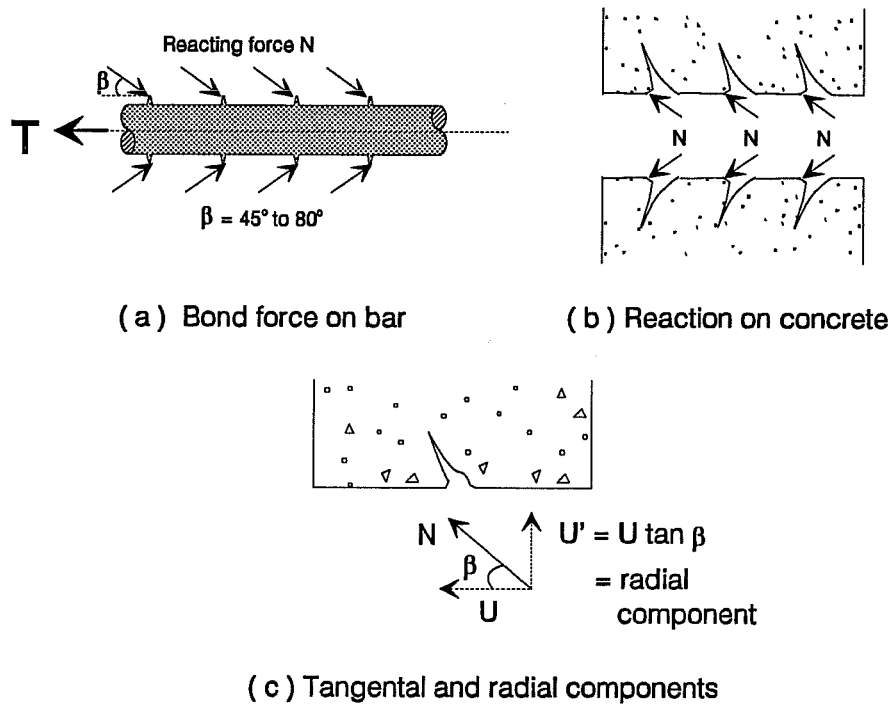 Reacting force N
β
T
β = 45° to 80°
( a ) Bond force on bar
N N N
( b ) Reaction on concrete
N
β
U
U' = U tan β
= radial
component
( c ) Tangental and radial components